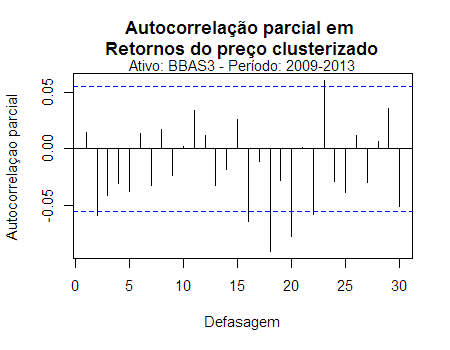 Autocorrelação parcial em
Retornos do preço clusterizado
Ativo: BBAS3 - Período: 2009-2013
Autocorrelaçao parcial
0.05
0.00
-0.05
0 5 10 15 20 25 30
Defasagem